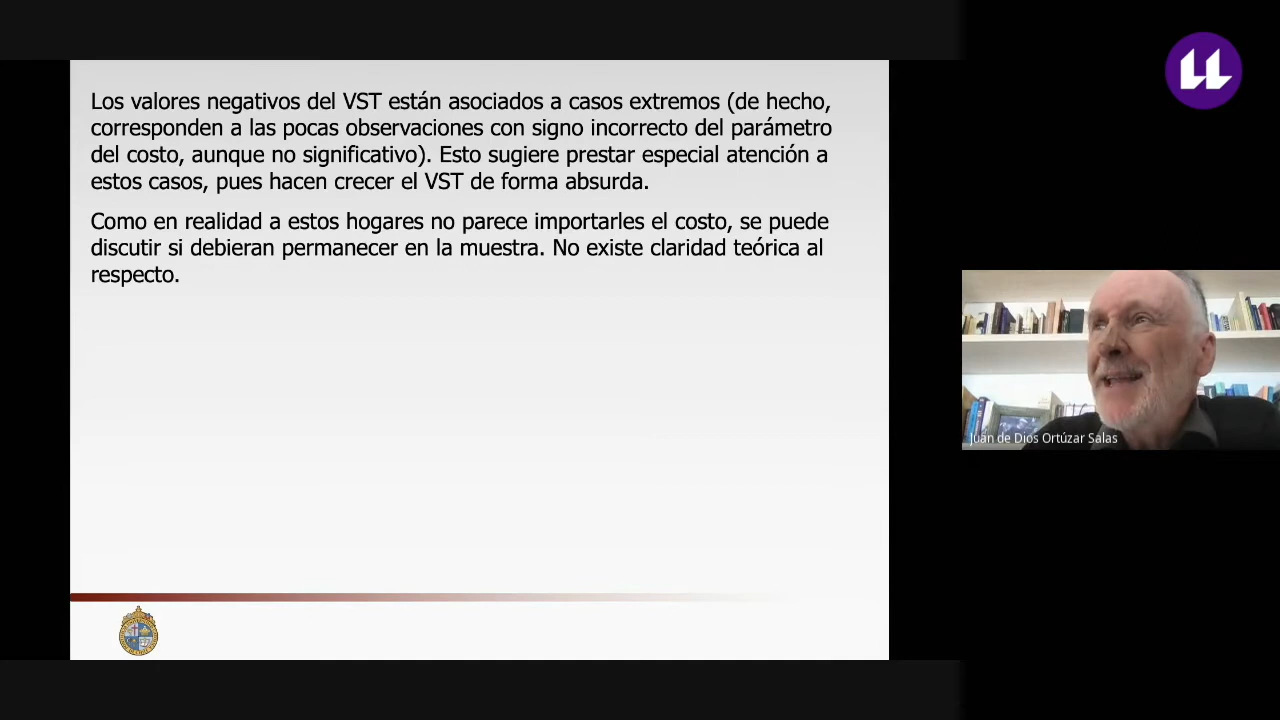 Los valores negativos del VST están asociados a casos extremos (de hecho,
corresponden a las pocas observaciones con signo incorrecto del parámetro
del costo, aunque no significativo). Esto sugiere prestar especial atención a
estos casos, pues hacen crecer el VST de forma absurda.
Como en realidad a estos hogares no parece importarles el costo, se puede
discutir si debieran permanecer en la muestra. No existe claridad teórica al
respecto.
Juan de Dios Ortúzar Salas